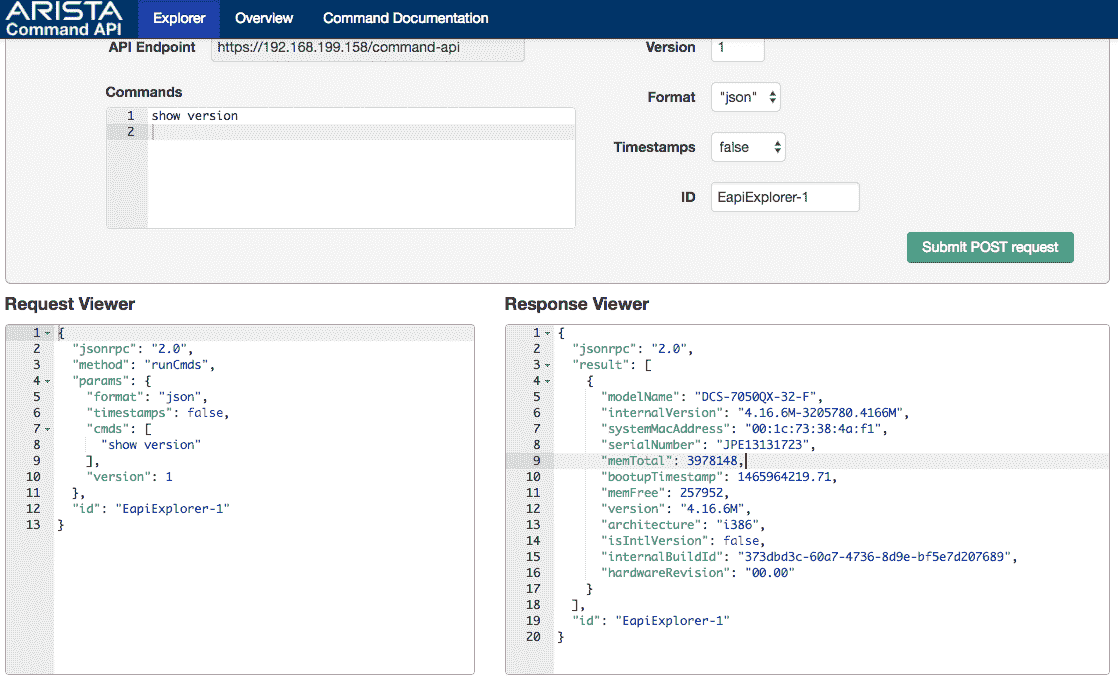 ARISTA
Command API
Explorer
Overview
Command Documentation
API Endpoint
https://192.168.199.158/command-api
Version
1
Commands
1 show version
2
Format
"json"
Timestamps
false
ID
EapiExplorer-1
Submit POST request
Request Viewer
1 {
2 "jsonrpc": "2.0",
3 "method": "runCmds",
4 "params": {
5 "format": "json",
6 "timestamps": false,
7 "cmds": [
8 "show version"
9 ],
10 "version": 1
11 },
12 "id": "EapiExplorer-1"
13 }
Response Viewer
1 {
2 "jsonrpc": "2.0",
3 "result": [
4 {
5 "modelName": "DCS-7050QX-32-F",
6 "internalVersion": "4.16.6M-3205780.4166M",
7 "systemMacAddress": "00:1c:73:38:4a:f1",
8 "serialNumber": "JPE13131723",
9 "memTotal": 3978148,
10 "bootupTimestamp": 1465964219.71,
11 "memFree": 257952,
12 "version": "4.16.6M",
13 "architecture": "i386",
14 "isIntlVersion": false,
15 "internalBuildId": "373dbd3c-60a7-4736-8d9e-bf5e7d207689",
16 "hardwareRevision": "00.00"
17 }
18 ],
19 "id": "EapiExplorer-1"
20 }